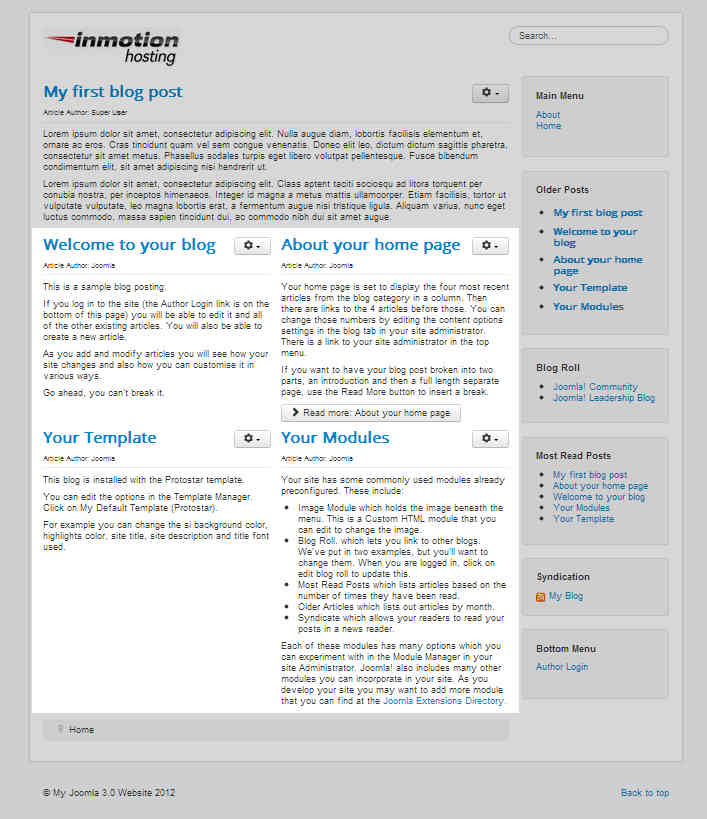 inmotion
hosting
Search...
My first blog post
Article Author: Super User
Lorem ipsum dolor sit amet, consectetur adipiscing elit. Nulla augue diam, lobortis facilisis elementum et,
ornare ac eros. Cras tincidunt quam vel sem congue venenatis. Donec elit leo, dictum dictum sagittis pharetra,
consectetur sit amet metus. Phasellus sodales turpis eget libero volutpat pellentesque. Fusce bibendum
condimentum elit, sit amet adipiscing nisi hendrerit ut.
Lorem ipsum dolor sit amet, consectetur adipiscing elit. Class aptent taciti sociosqu ad litora torquent per
conubia nostra, per inceptos himenaeos. Integer id magna a metus mattis ullamcorper. Etiam facilisis, tortor ut
vulputate vulputate, leo magna lobortis erat, a fermentum augue nisi tristique ligula. Aliquam varius, nunc eget
luctus commodo, massa sapien tincidunt dui, ac commodo nibh dui sit amet augue.
Welcome to your blog
Article Author: Joomla
This is a sample blog posting.
If you log in to the site (the Author Login link is on the
bottom of this page) you will be able to edit it and all
of the other existing articles. You will also be able to
create a new article.
As you add and modify articles you will see how your
site changes and also how you can customise it in
various ways.
Go ahead, you can't break it.
About your home page
Article Author: Joomla
Your home page is set to display the four most recent
articles from the blog category in a column. Then
there are links to the 4 articles before those. You can
change those numbers by editing the content options
settings in the blog tab in your site administrator.
There is a link to your site administrator in the top
menu.
If you want to have your blog post broken into two
parts, an introduction and then a full length separate
page, use the Read More button to insert a break.
Read more: About your home page
Your Template
Article Author: Joomla
This blog is installed with the Protostar template.
You can edit the options in the Template Manager.
Click on My Default Template (Protostar).
For example you can change the si background color,
highlights color, site title, site description and title font
used.
Your Modules
Article Author: Joomla
Your site has some commonly used modules already
preconfigured. These include:
• Image Module which holds the image beneath the
menu. This is a Custom HTML module that you
can edit to change the image.
• Blog Roll. which lets you link to other blogs.
We've put in two examples, but you'll want to
change them. When you are logged in, click on
edit blog roll to update this.
• Most Read Posts which lists articles based on the
number of times they have been read.
• Older Articles which lists out articles by month.
• Syndicate which allows your readers to read your
posts in a news reader.
Each of these modules has many options which you
can experiment with in the Module Manager in your
site Administrator. Joomla! also includes many other
modules you can incorporate in your site. As you
develop your site you may want to add more module
that you can find at the Joomla Extensions Directory.
Home
Main Menu
About
Home
Older Posts
• My first blog post
• Welcome to your
blog
• About your home
page
• Your Template
• Your Modules
Blog Roll
• Joomla! Community
• Joomla! Leadership Blog
Most Read Posts
• My first blog post
• About your home page
• Welcome to your blog
• Your Modules
• Your Template
Syndication
My Blog
Bottom Menu
Author Login
© My Joomla 3.0 Website 2012
Back to top